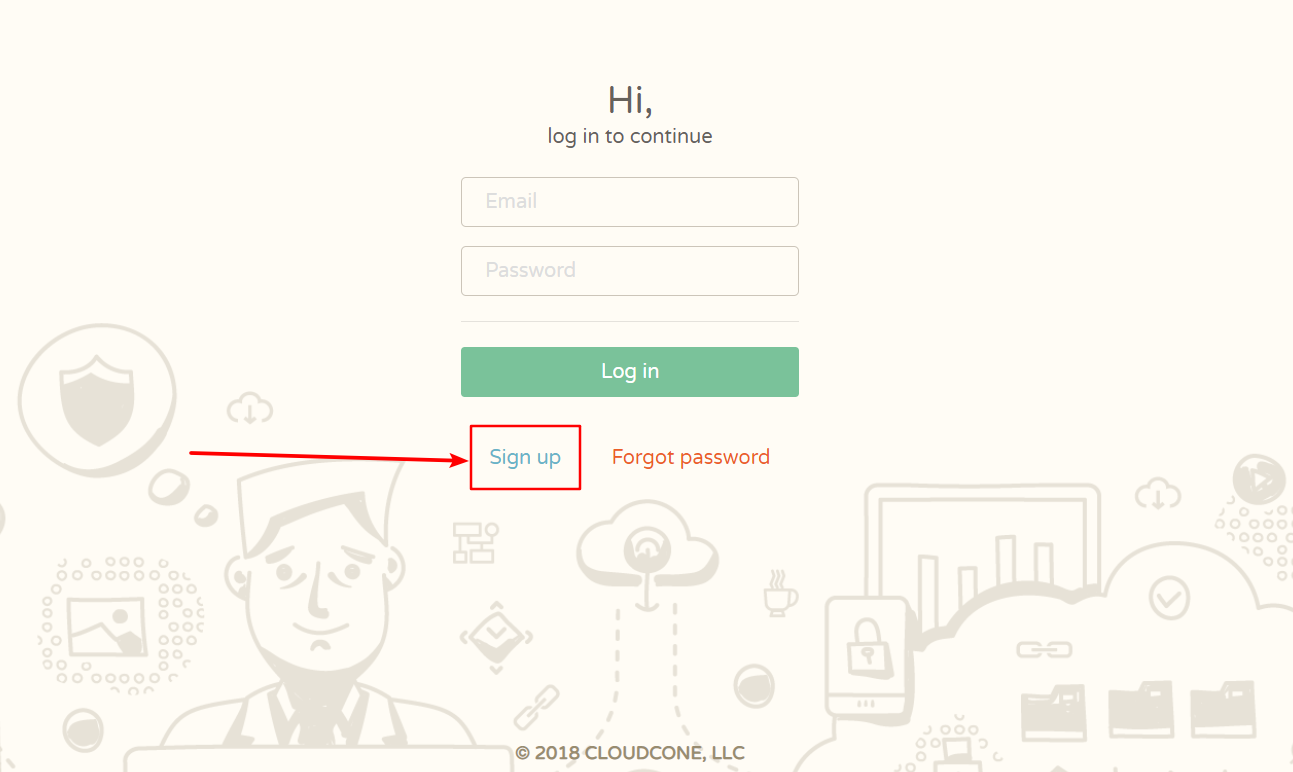 Hi,
log in to continue
Email
Password
Log in
Sign up Forgot password
© 2018 CLOUDCONE, LLC